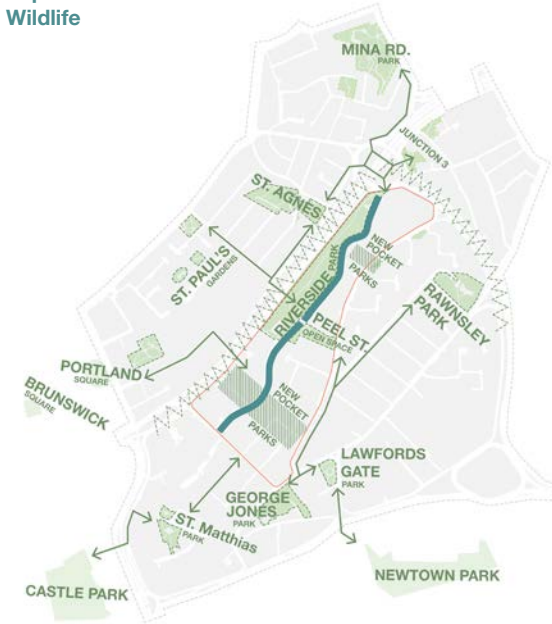 Wildlife
MINA RD.
PARK
JUNCTION 3
ST. AGNES
ST. PAUL'S
GARDENS
NEW
POCKET
PARKS
RIVERSIDE
PARK
RAWNSLEY
PARK
PEEL ST.
OPEN SPACE
PORTLAND
SQUARE
BRUNSWICK
SQUARE
NEW
POCKET
PARKS
LAWFORDS
GATE
PARK
GEORGE
JONES
PARK
ST. Matthias
PARK
CASTLE PARK
NEWTOWN PARK